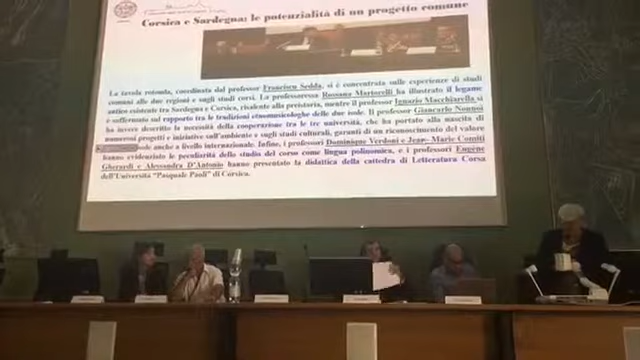 Corsica e Sardegna: le potenzialità di un progetto comune
La tavola rotonda, coordinata dal professor Franciscu Sedda, si è concentrata sulle esperienze di studi
comuni alle due regioni e sugli studi corsi. La professoressa Rossana Martorelli ha illustrato il legame
antico esistente tra Sardegna e Corsica, risalente alla preistoria, mentre il professor Ignazio Macchiarella si
è soffermato sul rapporto tra le tradizioni etnomusicologhe delle due isole. Il professor Giancarlo Nonnoi
ha invece descritto la necessità della cooperazione tra le tre università, che ha portato alla nascita di
numerosi progetti e iniziative sull'ambiente e sugli studi culturali, garanti di un riconoscimento del valore
isole anche a livello internazionale. Infine, i professori Dominique Verdoni e Jean- Marie Comiti
hanno evidenziato le peculiarità dello studio del corso come lingua polinomica, e i professori Eugène
Gherardi e Alessandra D'Antonio hanno presentato la didattica della cattedra di Letteratura Corsa
dell'Università "Pasquale Paoli" di Corsica.